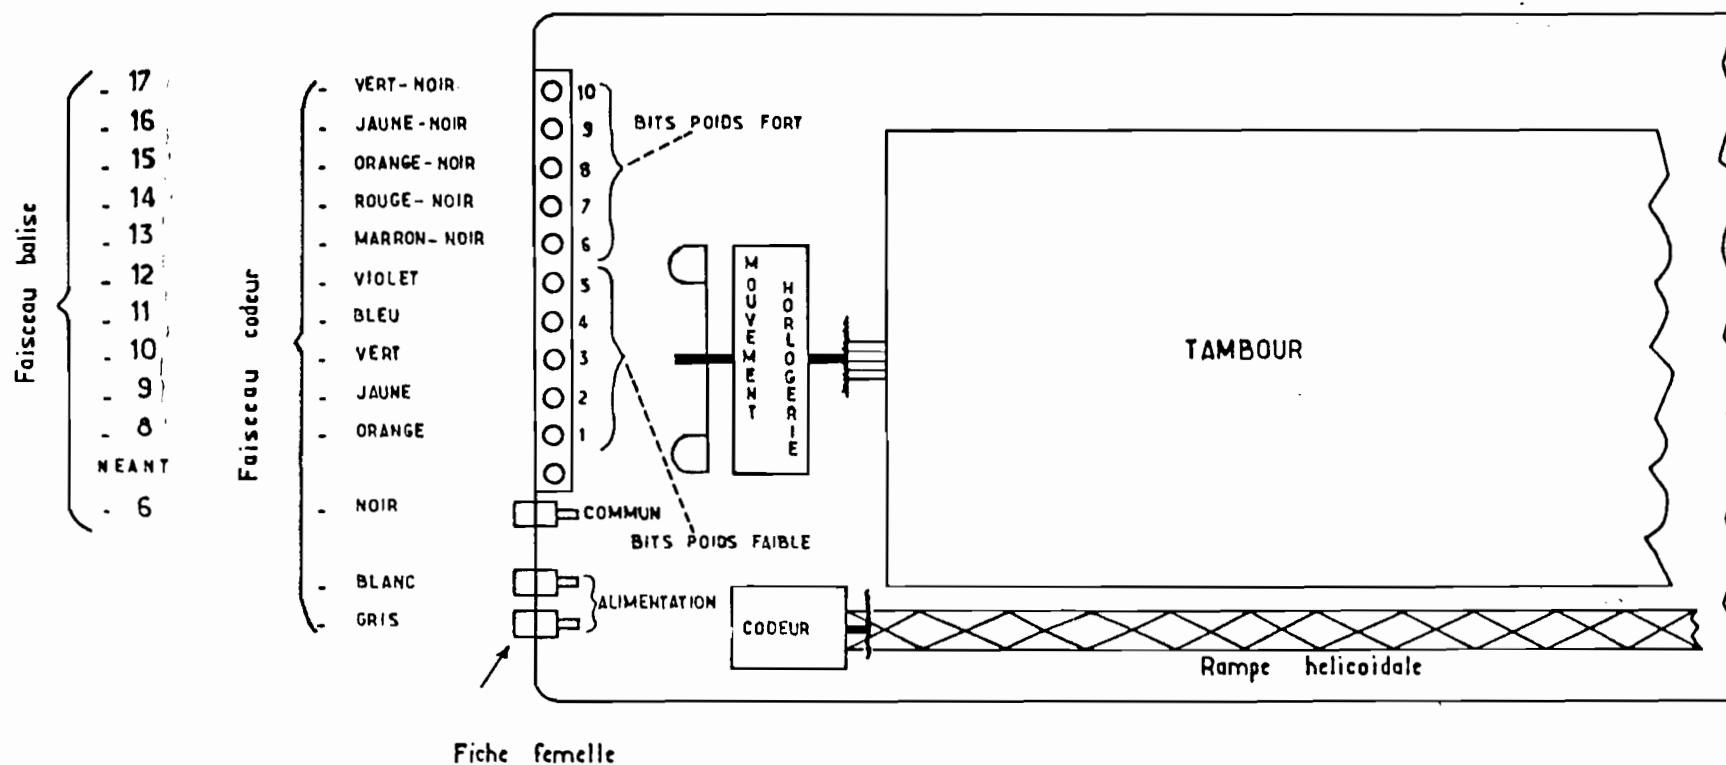 Faisceau balise
- 17
- 16
- 15
- 14
- 13
- 12
- 11
- 10
- 9
- 8
NEANT
- 6
Faisceau codeur
- VERT-NOIR
- JAUNE-NOIR
- ORANGE-NOIR
- ROUGE-NOIR
- MARRON-NOIR
- VIOLET
- BLEU
- VERT
- JAUNE
- ORANGE
- NOIR
- BLANC
- GRIS
10
9
8
7
6
5
4
3
2
1
BITS POIDS FORT
COMMUN
BITS POIDS FAIBLE
ALIMENTATION
MOUVEMENT
HORLOGERIE
TAMBOUR
CODEUR
Rampe helicoidale
Fiche femelle